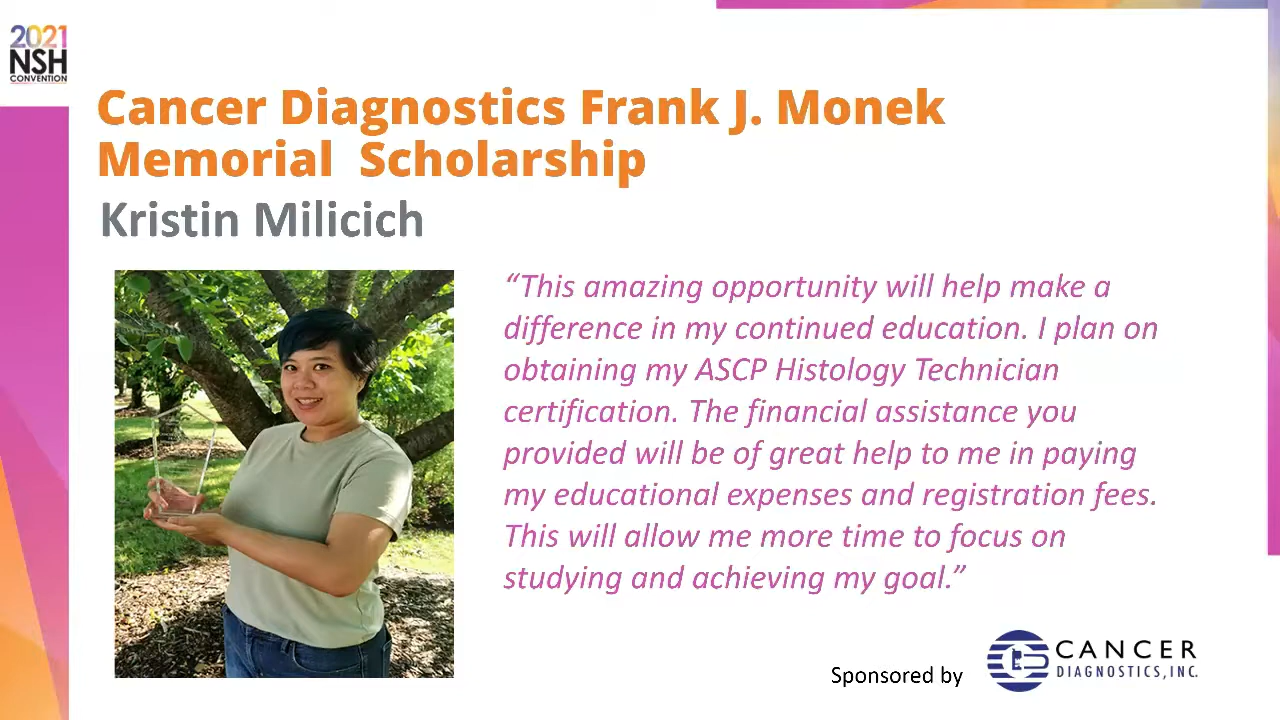 2021
NSH
CONVENTION
Cancer Diagnostics Frank J. Monek
Memorial Scholarship
Kristin Milicich
“This amazing opportunity will help make a
difference in my continued education. I plan on
obtaining my ASCP Histology Technician
certification. The financial assistance you
provided will be of great help to me in paying
my educational expenses and registration fees.
This will allow me more time to focus on
studying and achieving my goal.”
Sponsored by
CANCER
DIAGNOSTICS, INC.